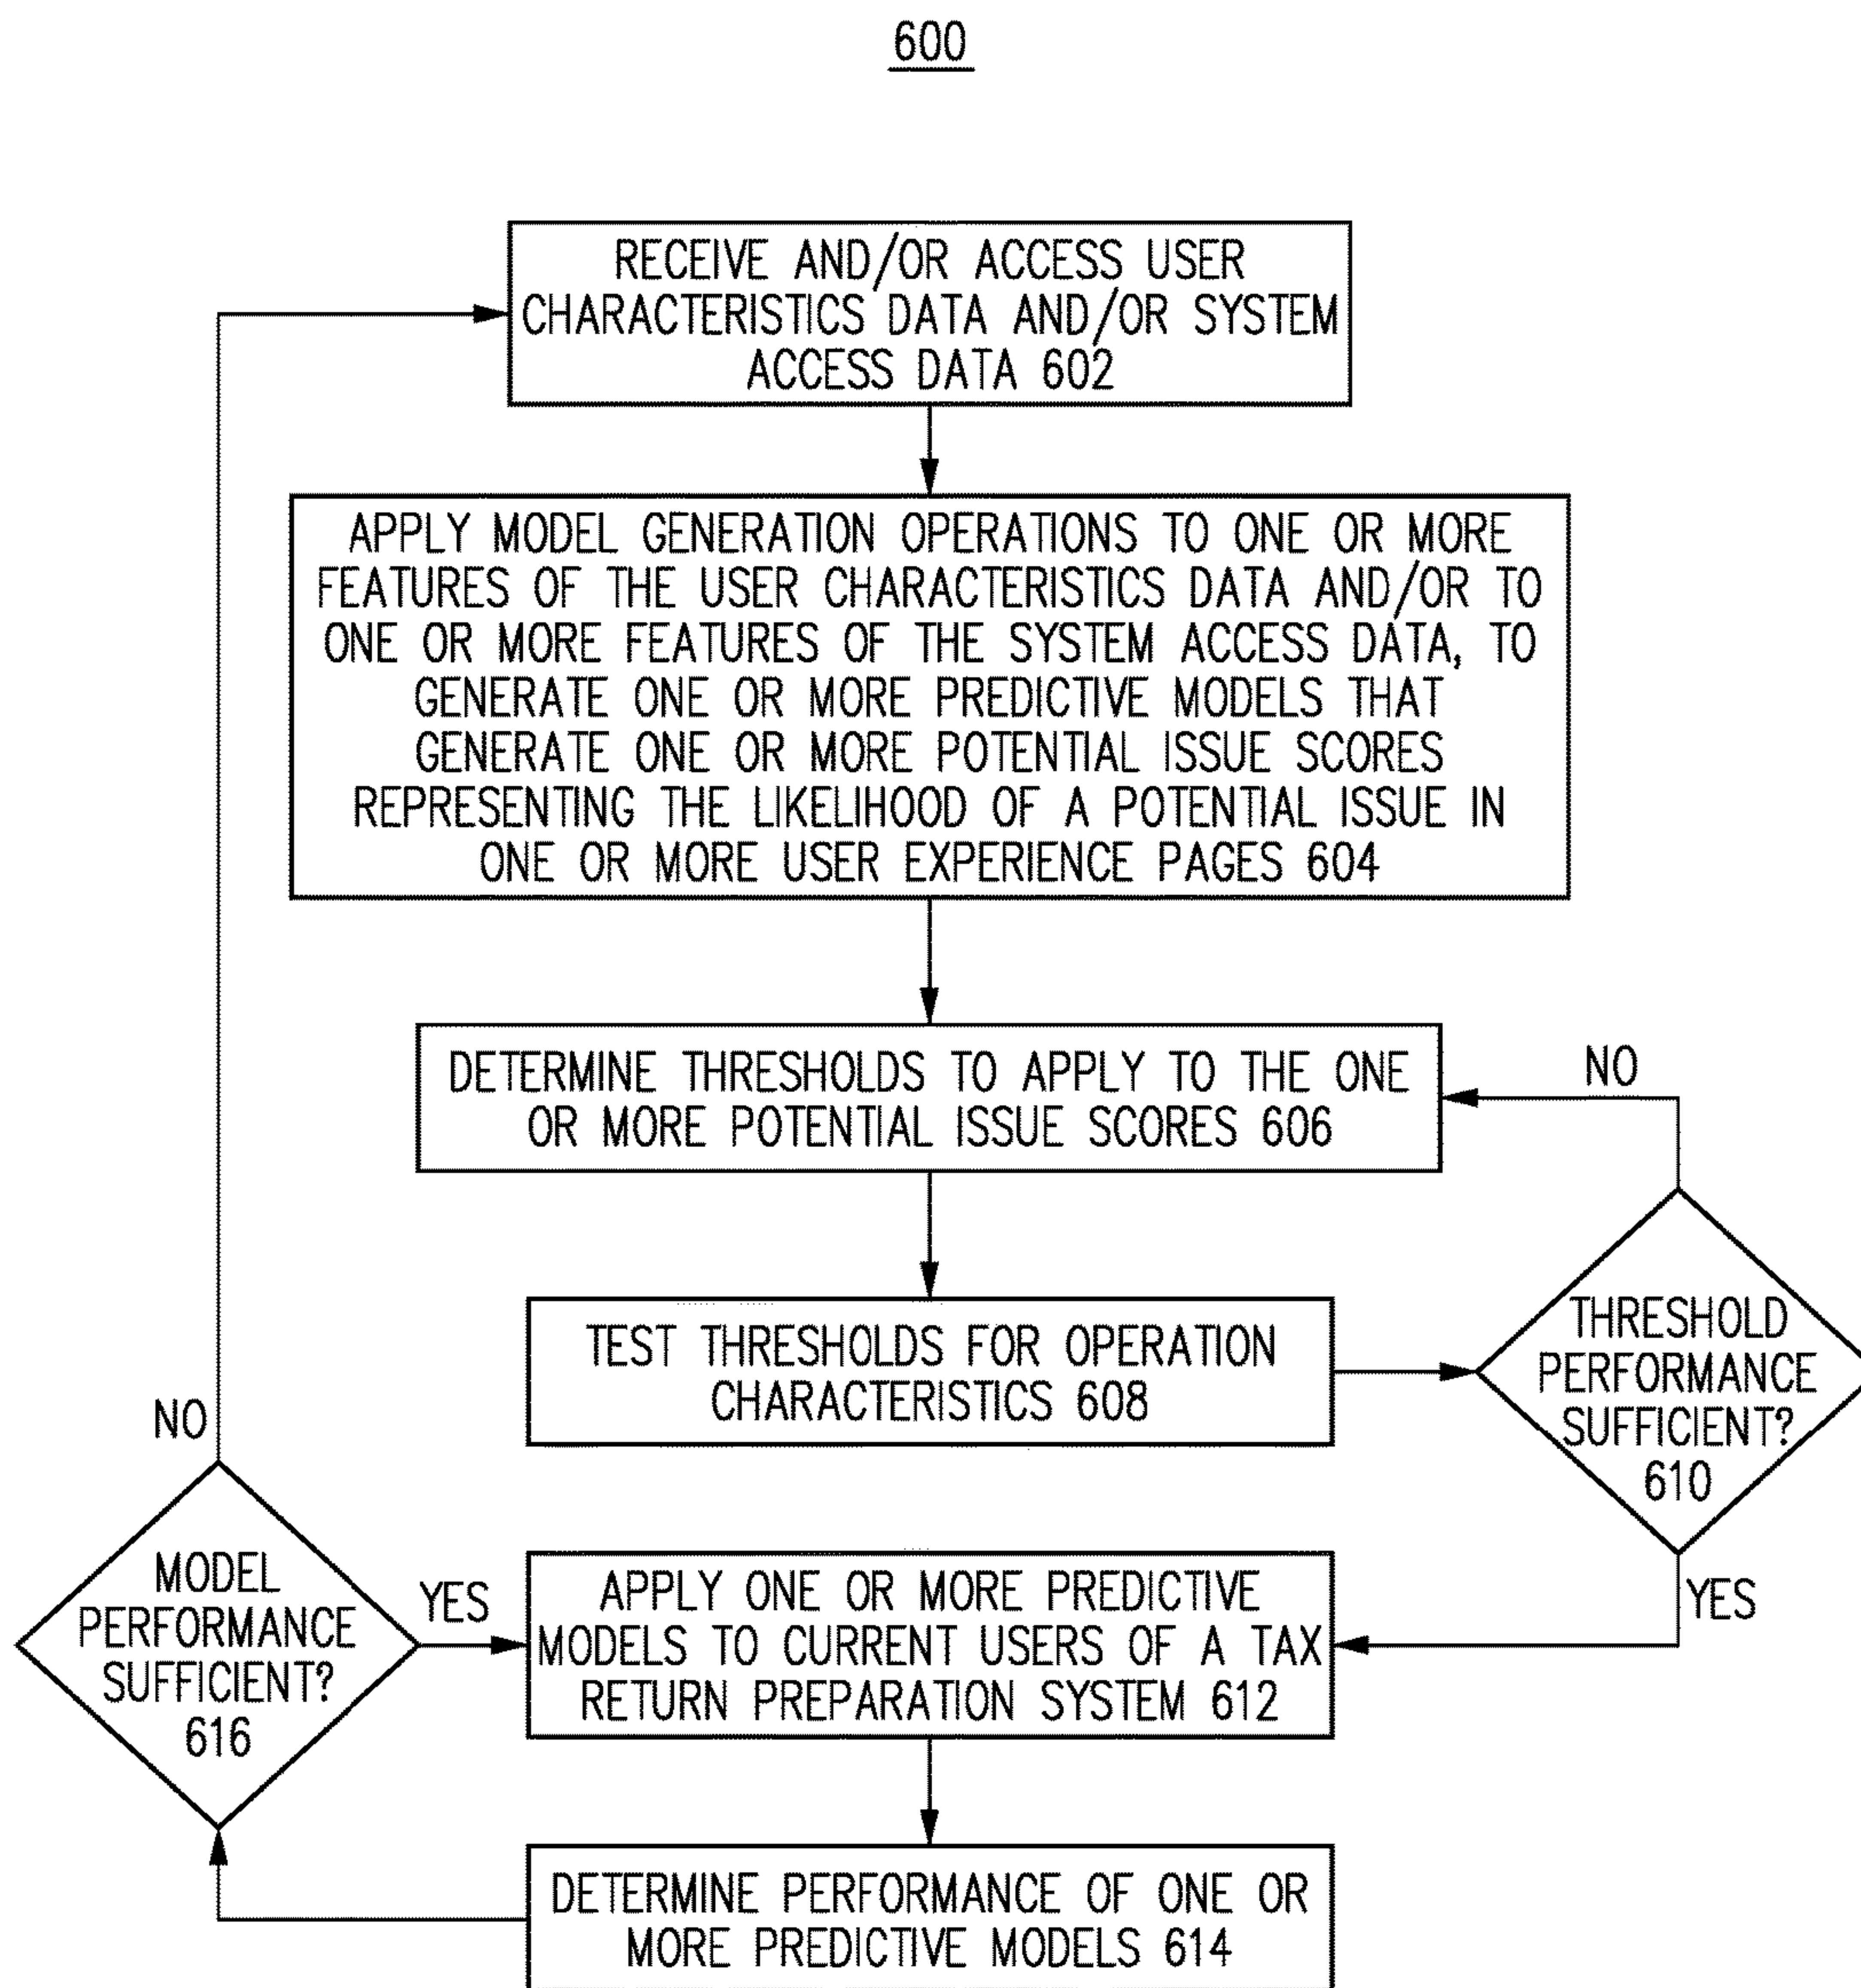 600
RECEIVE AND/OR ACCESS USER
CHARACTERISTICS DATA AND/OR SYSTEM
ACCESS DATA 602
APPLY MODEL GENERATION OPERATIONS TO ONE OR MORE
FEATURES OF THE USER CHARACTERISTICS DATA AND/OR TO
ONE OR MORE FEATURES OF THE SYSTEM ACCESS DATA, TO
GENERATE ONE OR MORE PREDICTIVE MODELS THAT
GENERATE ONE OR MORE POTENTIAL ISSUE SCORES
REPRESENTING THE LIKELIHOOD OF A POTENTIAL ISSUE IN
ONE OR MORE USER EXPERIENCE PAGES 604
DETERMINE THRESHOLDS TO APPLY TO THE ONE
OR MORE POTENTIAL ISSUE SCORES 606
NO
TEST THRESHOLDS FOR OPERATION
CHARACTERISTICS 608
THRESHOLD
PERFORMANCE
SUFFICIENT?
610
NO
YES
MODEL
PERFORMANCE
SUFFICIENT?
616
YES
APPLY ONE OR MORE PREDICTIVE
MODELS TO CURRENT USERS OF A TAX
RETURN PREPARATION SYSTEM 612
DETERMINE PERFORMANCE OF ONE OR
MORE PREDICTIVE MODELS 614